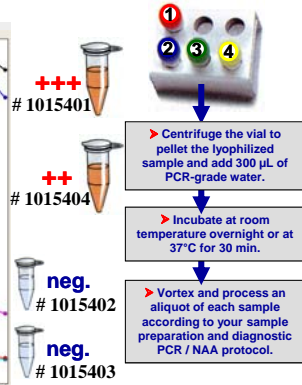 1
2
3
4
+++
# 1015401
++
# 1015404
neg.
# 1015402
neg.
# 1015403
➤ Centrifuge the vial to
pellet the lyophilized
sample and add 300 µL of
PCR-grade water.
➤ Incubate at room
temperature overnight or at
37°C for 30 min.
➤ Vortex and process an
aliquot of each sample
according to your sample
preparation and diagnostic
PCR / NAA protocol.